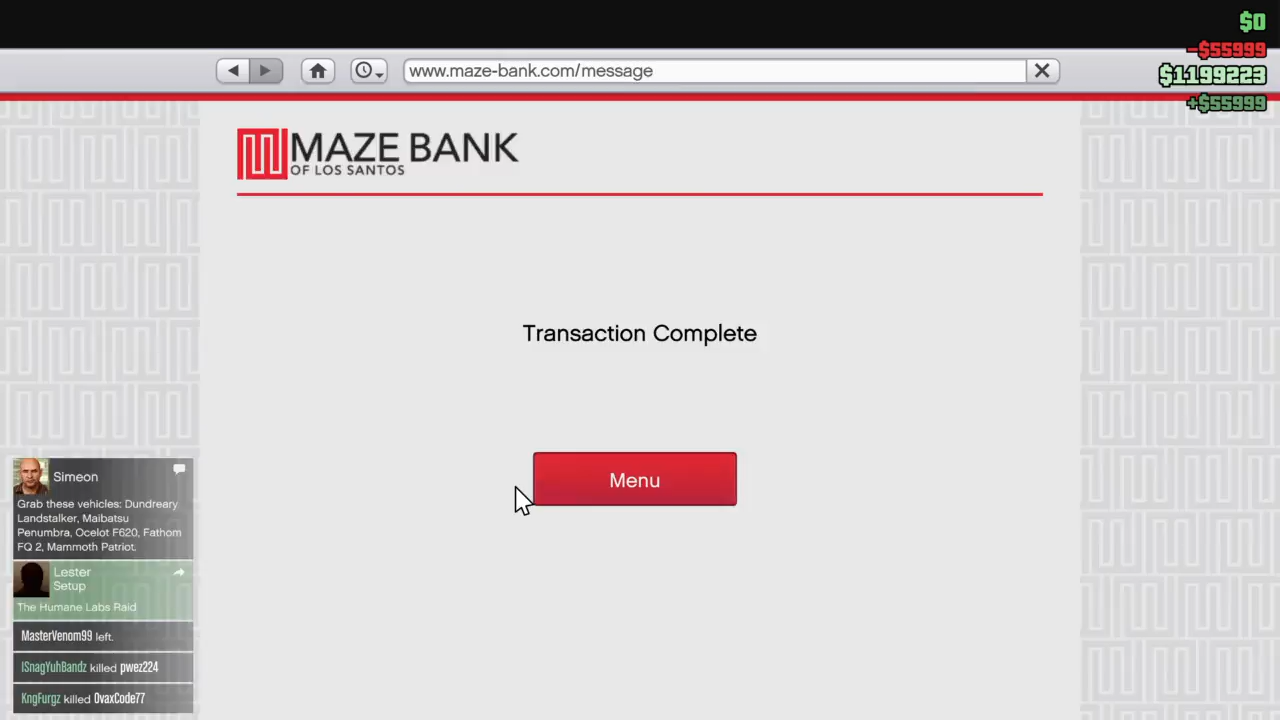 $0
-$55999
www.maze-bank.com/message
$1199223
+$55999
MAZE BANK
OF LOS SANTOS
Transaction Complete
Menu
Simeon
Grab these vehicles: Dundreary
Landstalker, Maibatsu
Penumbra, Ocelot F620, Fathom
FQ 2, Mammoth Patriot.
Lester
Setup
The Humane Labs Raid
MasterVenom99 left.
ISnagYuhBandz killed pwez224
KngFurgz killed OvaxCode77